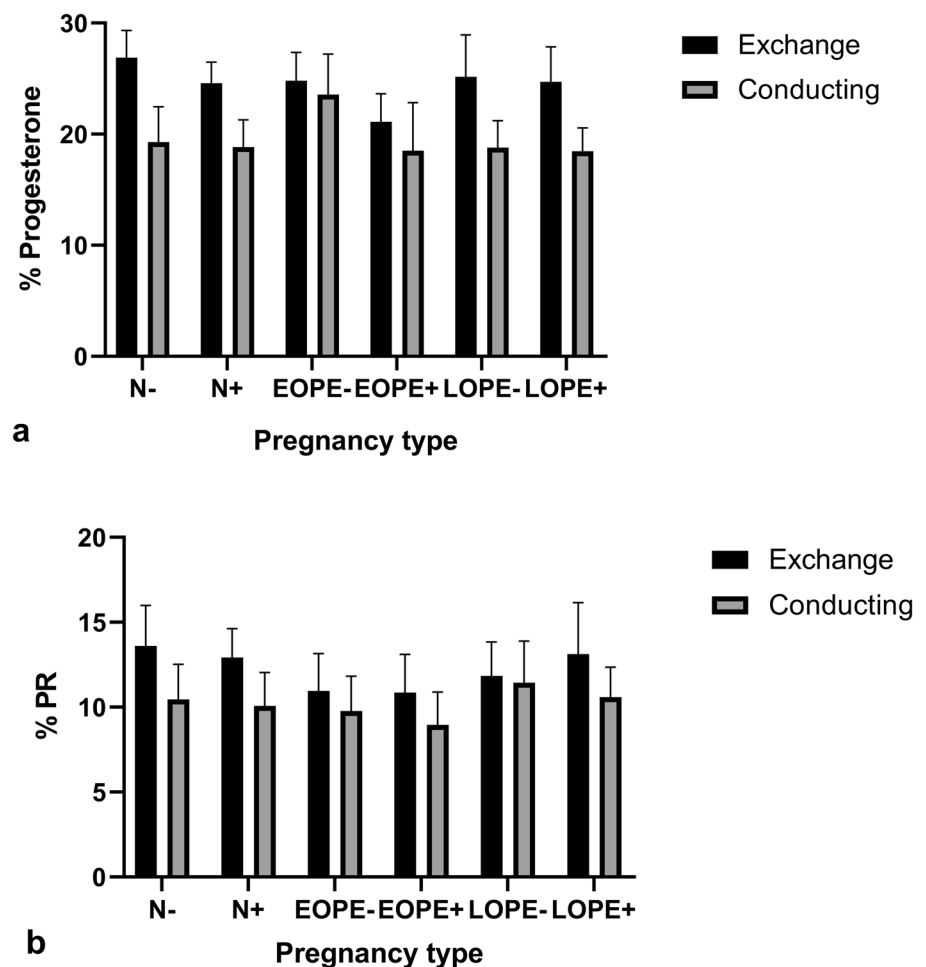 30
20
10
0
% Progesterone
N-
N+
EOPE-
EOPE+
LOPE-
LOPE+
Pregnancy type
Exchange
Conducting
a
20
15
10
5
0
% PR
N-
N+
EOPE-
EOPE+
LOPE-
LOPE+
Pregnancy type
Exchange
Conducting
b